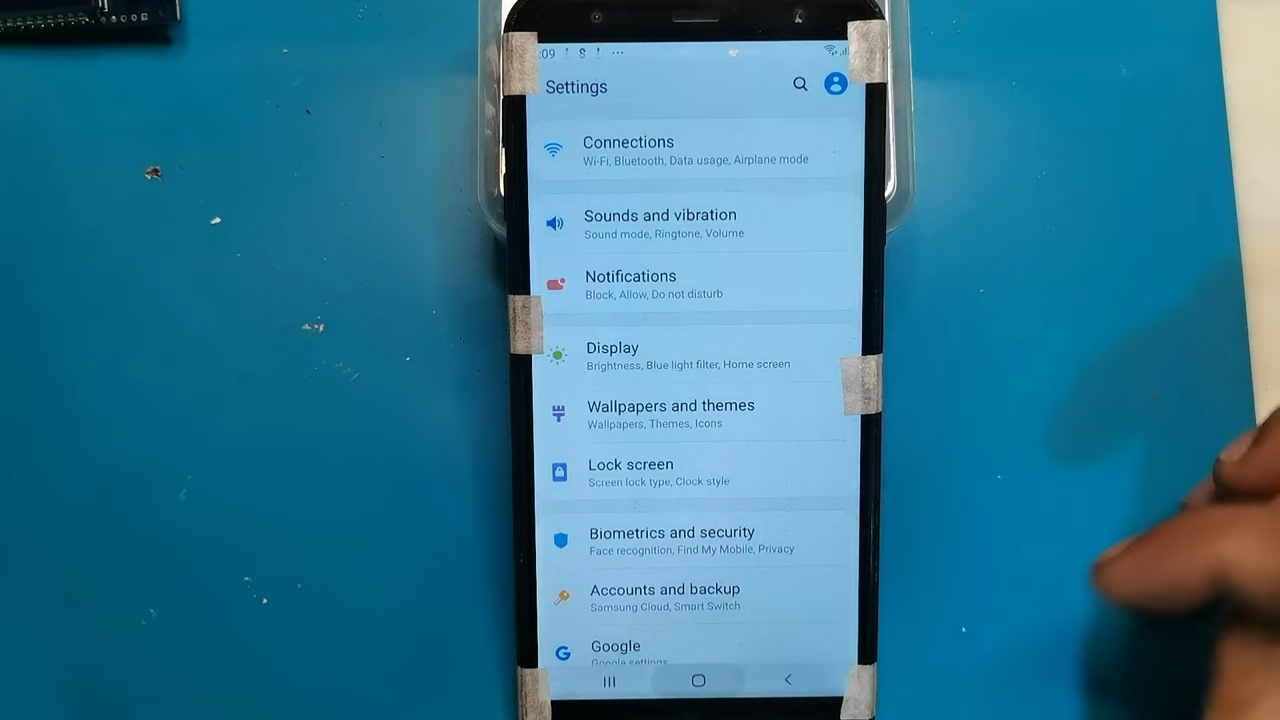 :09
Settings
Connections
Wi-Fi, Bluetooth, Data usage, Airplane mode
Sounds and vibration
Sound mode, Ringtone, Volume
Notifications
Block, Allow, Do not disturb
Display
Brightness, Blue light filter, Home screen
Wallpapers and themes
Wallpapers, Themes, Icons
Lock screen
Screen lock type, Clock style
Biometrics and security
Face recognition, Find My Mobile, Privacy
Accounts and backup
Samsung Cloud, Smart Switch
Google
Google settings